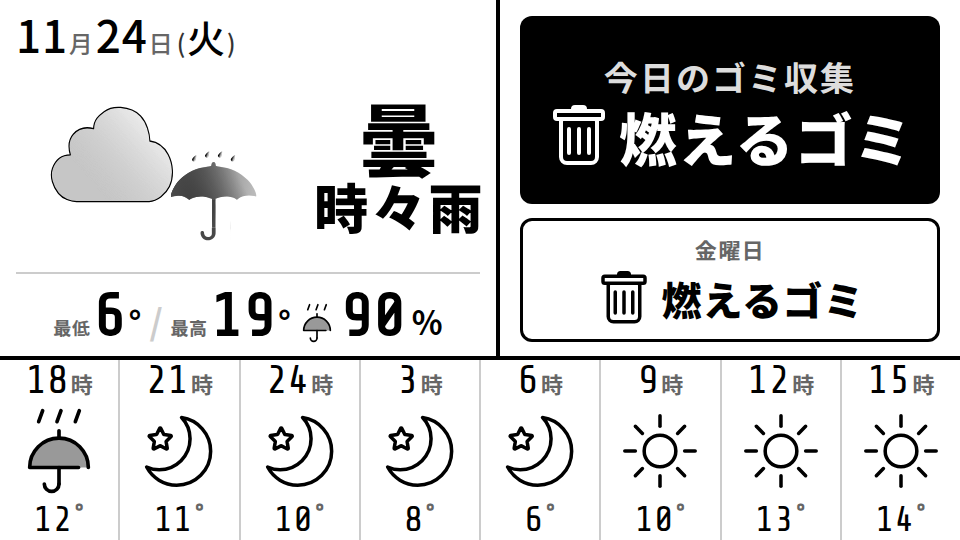 11月24日(火)
曇
時々雨
最低 6° / 最高 19° 90 %
今日のゴミ収集
燃えるゴミ
金曜日
燃えるゴミ
18時 21時 24時 3時 6時 9時 12時 15時
12° 11° 10° 8° 6° 10° 13° 14°